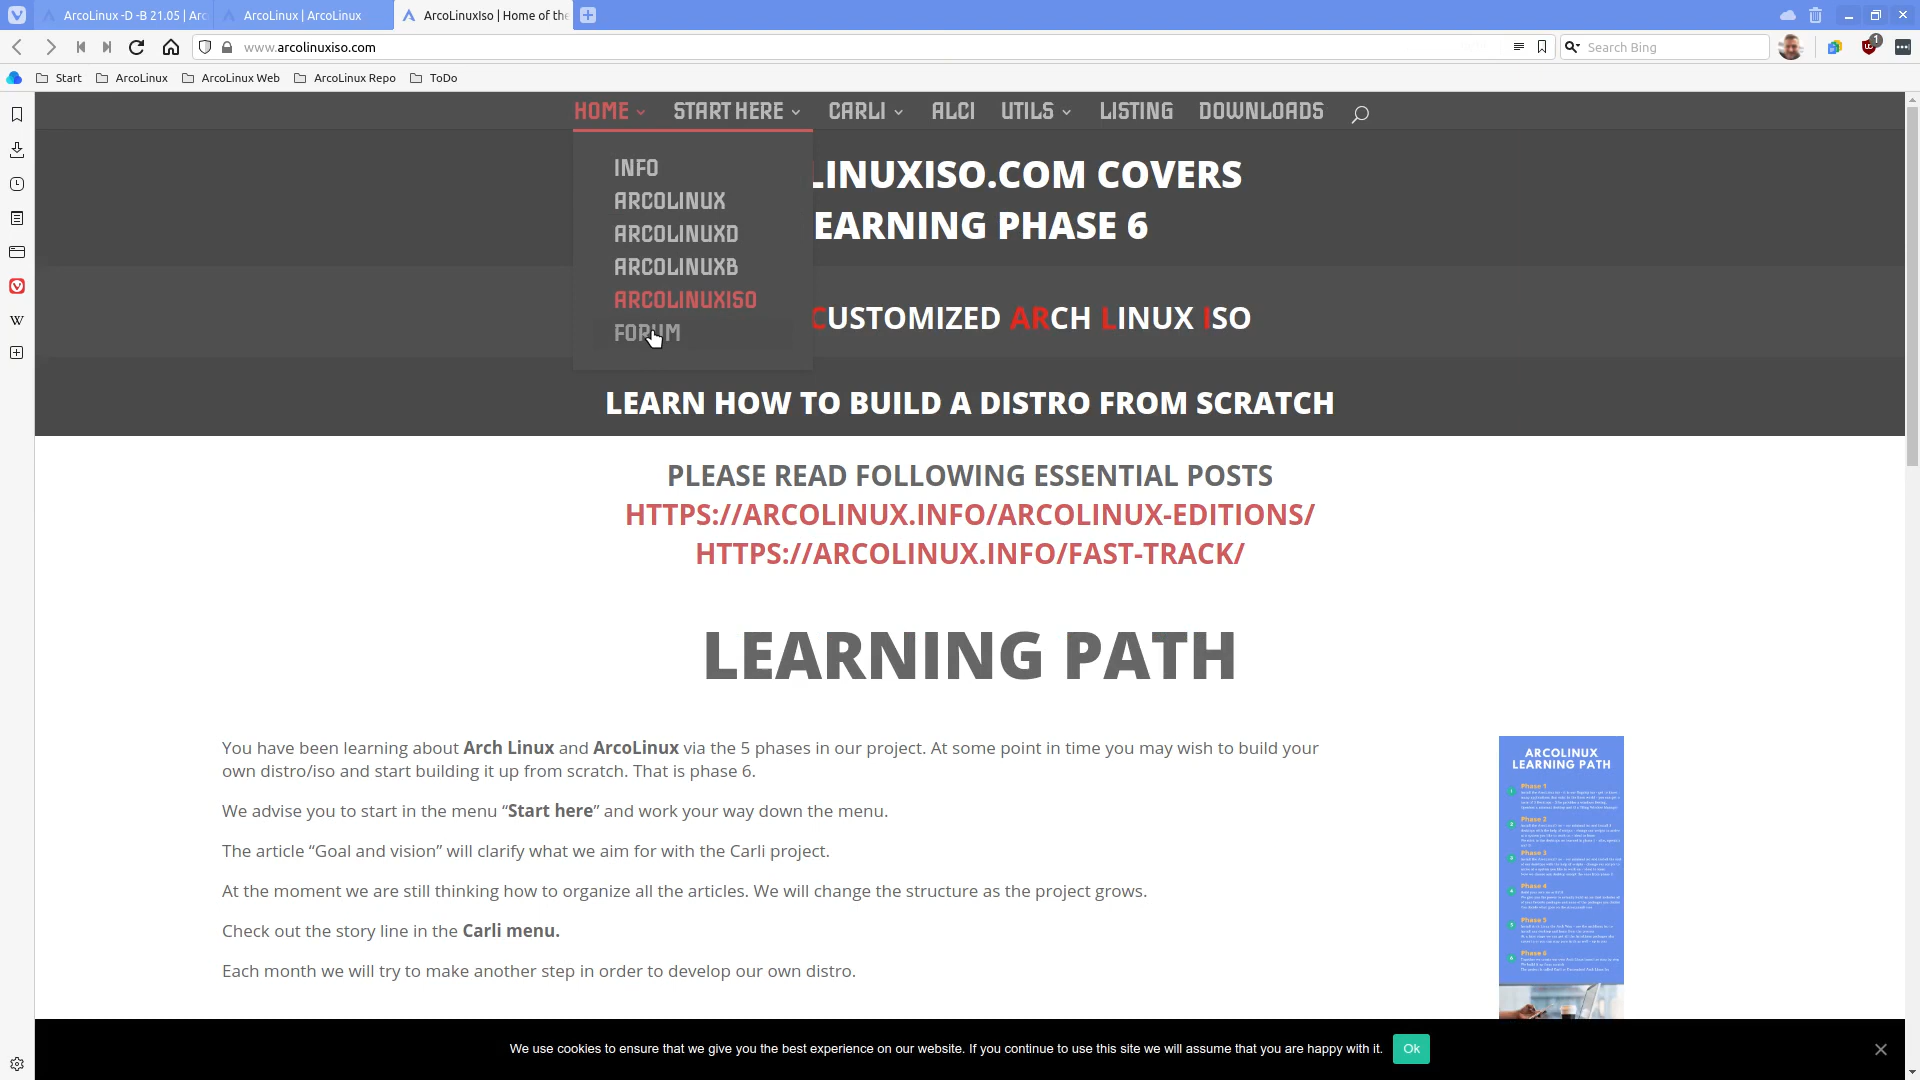 ArcoLinux -D -B 21.05 | Arc
ArcoLinux | ArcoLinux
ArcoLinuxIso | Home of the
www.arcolinuxiso.com
Search Bing
1
Start
ArcoLinux
ArcoLinux Web
ArcoLinux Repo
ToDo
HOME
START HERE
CARLI
ALCI
UTILS
LISTING
DOWNLOADS
INFO
ARCOLINUX
ARCOLINUXD
ARCOLINUXB
ARCOLINUXISO
FORUM
LINUXISO.COM COVERS
EARNING PHASE 6
CUSTOMIZED ARCH LINUX ISO
LEARN HOW TO BUILD A DISTRO FROM SCRATCH
PLEASE READ FOLLOWING ESSENTIAL POSTS
HTTPS://ARCOLINUX.INFO/ARCOLINUX-EDITIONS/
HTTPS://ARCOLINUX.INFO/FAST-TRACK/
LEARNING PATH
You have been learning about Arch Linux and ArcoLinux via the 5 phases in our project. At some point in time you may wish to build your
own distro/iso and start building it up from scratch. That is phase 6.
We advise you to start in the menu “Start here” and work your way down the menu.
The article “Goal and vision” will clarify what we aim for with the Carli project.
At the moment we are still thinking how to organize all the articles. We will change the structure as the project grows.
Check out the story line in the Carli menu.
Each month we will try to make another step in order to develop our own distro.
ARCOLINUX
LEARNING PATH
Phase 1
Phase 2
Phase 3
Phase 4
Phase 5
Phase 6
We use cookies to ensure that we give you the best experience on our website. If you continue to use this site we will assume that you are happy with it.
Ok